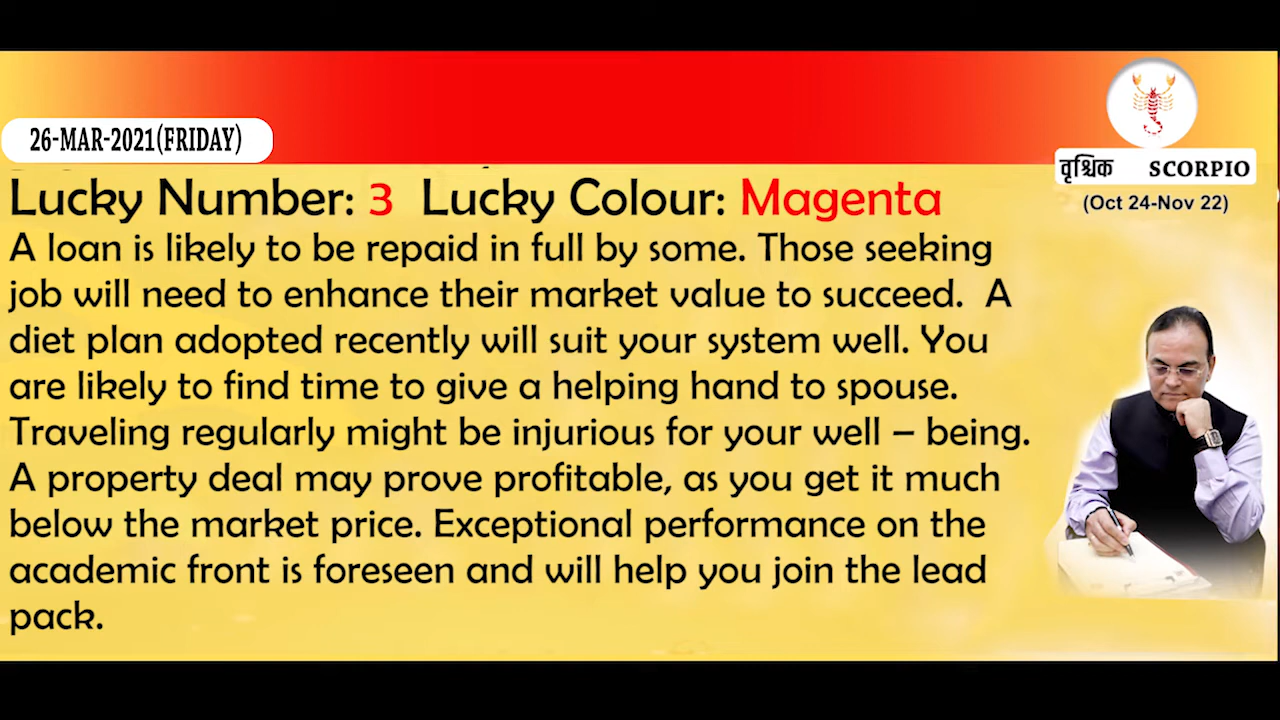 26-MAR-2021(FRIDAY)
वृश्चिक SCORPIO
(Oct 24-Nov 22)
Lucky Number: 3 Lucky Colour: Magenta
A loan is likely to be repaid in full by some. Those seeking
job will need to enhance their market value to succeed. A
diet plan adopted recently will suit your system well. You
are likely to find time to give a helping hand to spouse.
Traveling regularly might be injurious for your well – being.
A property deal may prove profitable, as you get it much
below the market price. Exceptional performance on the
academic front is foreseen and will help you join the lead
pack.